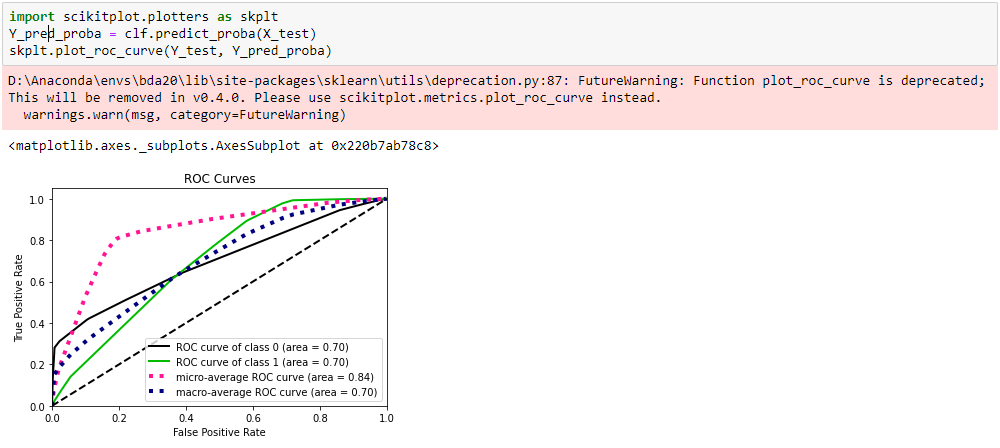 import scikitplot.plotters as skplt
Y_pred_proba = clf.predict_proba(X_test)
skplt.plot_roc_curve(Y_test, Y_pred_proba)
D:\Anaconda\envs\bda20\lib\site-packages\sklearn\utils\deprecation.py:87: FutureWarning: Function plot_roc_curve is deprecated;
This will be removed in v0.4.0. Please use scikitplot.metrics.plot_roc_curve instead.
warnings.warn(msg, category=FutureWarning)
<matplotlib.axes._subplots.AxesSubplot at 0x220b7ab78c8>
ROC Curves
1.0
0.8
0.6
0.4
0.2
0.0
True Positive Rate
ROC curve of class 0 (area = 0.70)
ROC curve of class 1 (area = 0.70)
micro-average ROC curve (area = 0.84)
macro-average ROC curve (area = 0.70)
0.0 0.2 0.4 0.6 0.8 1.0
False Positive Rate